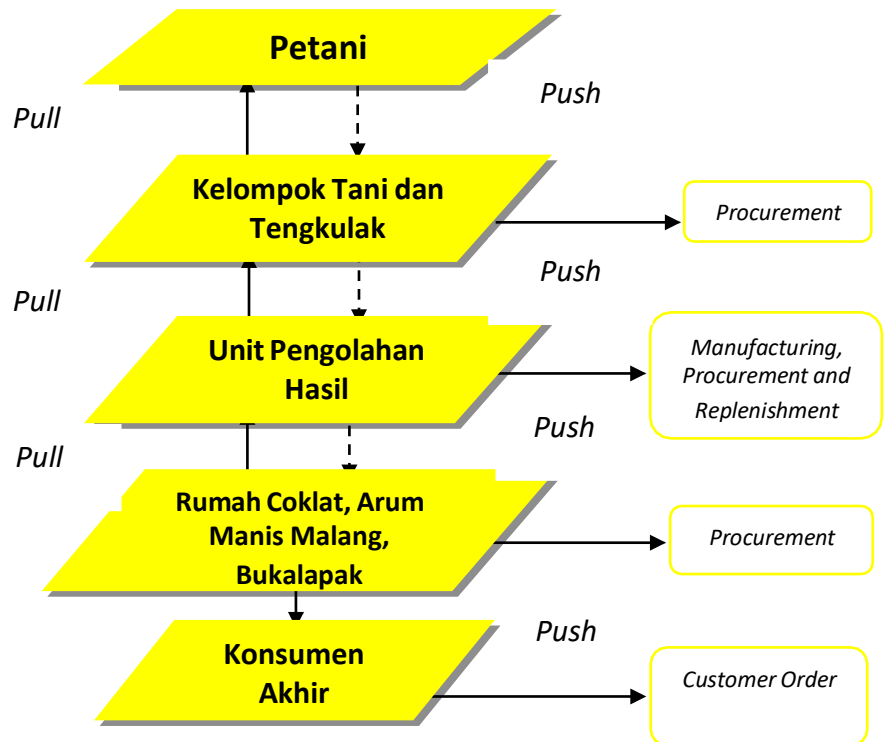 Petani
Push
Pull
Kelompok Tani dan
Tengkulak
Procurement
Push
Pull
Unit Pengolahan
Hasil
Manufacturing,
Procurement and
Replenishment
Push
Pull
Rumah Coklat, Arum
Manis Malang,
Bukalapak
Procurement
Push
Konsumen
Akhir
Customer Order